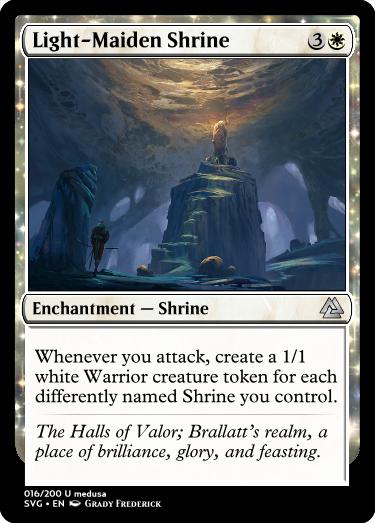 Light-Maiden Shrine 3
Enchantment — Shrine
Whenever you attack, create a 1/1
white Warrior creature token for each
differently named Shrine you control.
The Halls of Valor; Brallatt's realm, a
place of brilliance, glory, and feasting.
016/200 U medusa
SVG • EN Grady Frederick